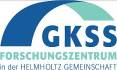 GKSS
FORSCHUNGSZENTRUM
in der HELMHOLTZ GEMEINSCHAFT